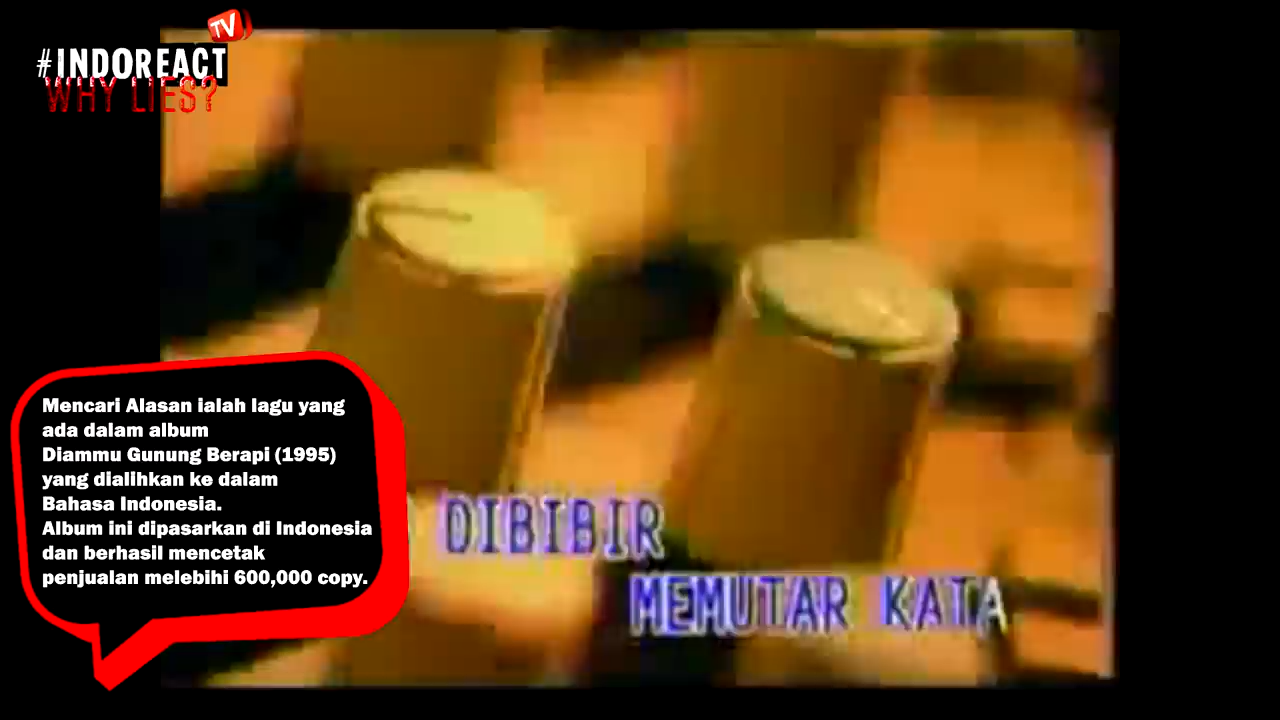 TV
#INDOREACT
WHY LIES?
Mencari Alasan ialah lagu yang
ada dalam album
Diammu Gunung Berapi (1995)
yang dialihkan ke dalam
Bahasa Indonesia.
Album ini dipasarkan di Indonesia
dan berhasil mencetak
penjualan melebihi 600,000 copy.
DIBIBIR
MEMUTAR KATA